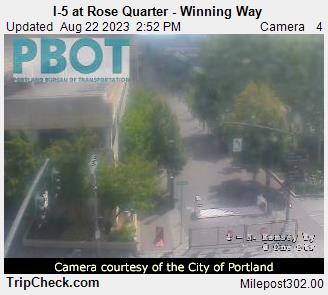 I-5 at Rose Quarter - Winning Way
Updated Aug 22 2023 2:52 PM Camera 4
PBOT
PORTLAND BUREAU OF TRANSPORTATION
Camera courtesy of the City of Portland
TripCheck.com Milepost302.00